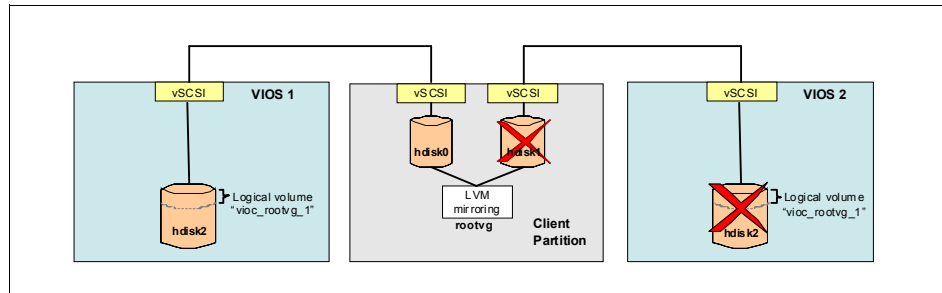 vSCSI
VIOS 1
hdisk2
Logical volume
"vioc_rootvg_1"
vSCSI
vSCSI
hdisk0
hdisk1
LVM
mirroring
rootvg
Client
Partition
vSCSI
VIOS 2
hdisk2
Logical volume
"vioc_rootvg_1"